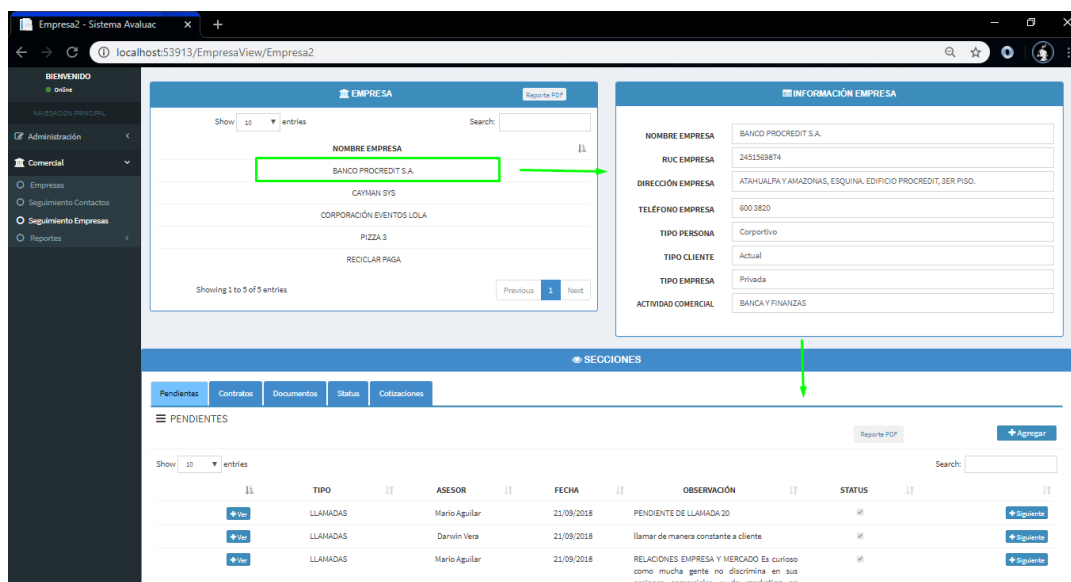 Empresa2 - Sistema Avaluac
localhost:53913/EmpresaView/Empresa2
BIENVENIDO
Online
NAVEGACION PRINCIPAL
Administración
Comercial
Empresas
Seguimiento Contactos
Seguimiento Empresas
Reportes
EMPRESA
Reporte PDF
Show 10 entries Search:
NOMBRE EMPRESA
BANCO PROCREDIT S.A.
CAYMAN SYS
CORPORACIÓN EVENTOS LOLA
PIZZA 3
RECICLAR PAGA
Showing 1 to 5 of 5 entries
Previous 1 Next
INFORMACIÓN EMPRESA
NOMBRE EMPRESA BANCO PROCREDIT S.A.
RUC EMPRESA 2451569874
DIRECCIÓN EMPRESA ATAHUALPA Y AMAZONAS, ESQUINA. EDIFICIO PROCREDIT, 3ER PISO.
TELÉFONO EMPRESA 600 3820
TIPO PERSONA Corportivo
TIPO CLIENTE Actual
TIPO EMPRESA Privada
ACTIVIDAD COMERCIAL BANCA Y FINANZAS
SECCIONES
Pendientes Contratos Documentos Status Cotizaciones
PENDIENTES
Reporte PDF
+Agregar
Show 10 entries Search:
TIPO ASESOR FECHA OBSERVACIÓN STATUS
+Ver LLAMADAS Mario Aguilar 21/09/2018 PENDIENTE DE LLAMADA 20 +Siguiente
+Ver LLAMADAS Darwin Vera 21/09/2018 llamar de manera constante a cliente +Siguiente
+Ver LLAMADAS Mario Aguilar 21/09/2018 RELACIONES EMPRESA Y MERCADO Es curioso +Siguiente
como mucha gente no discrimina en sus